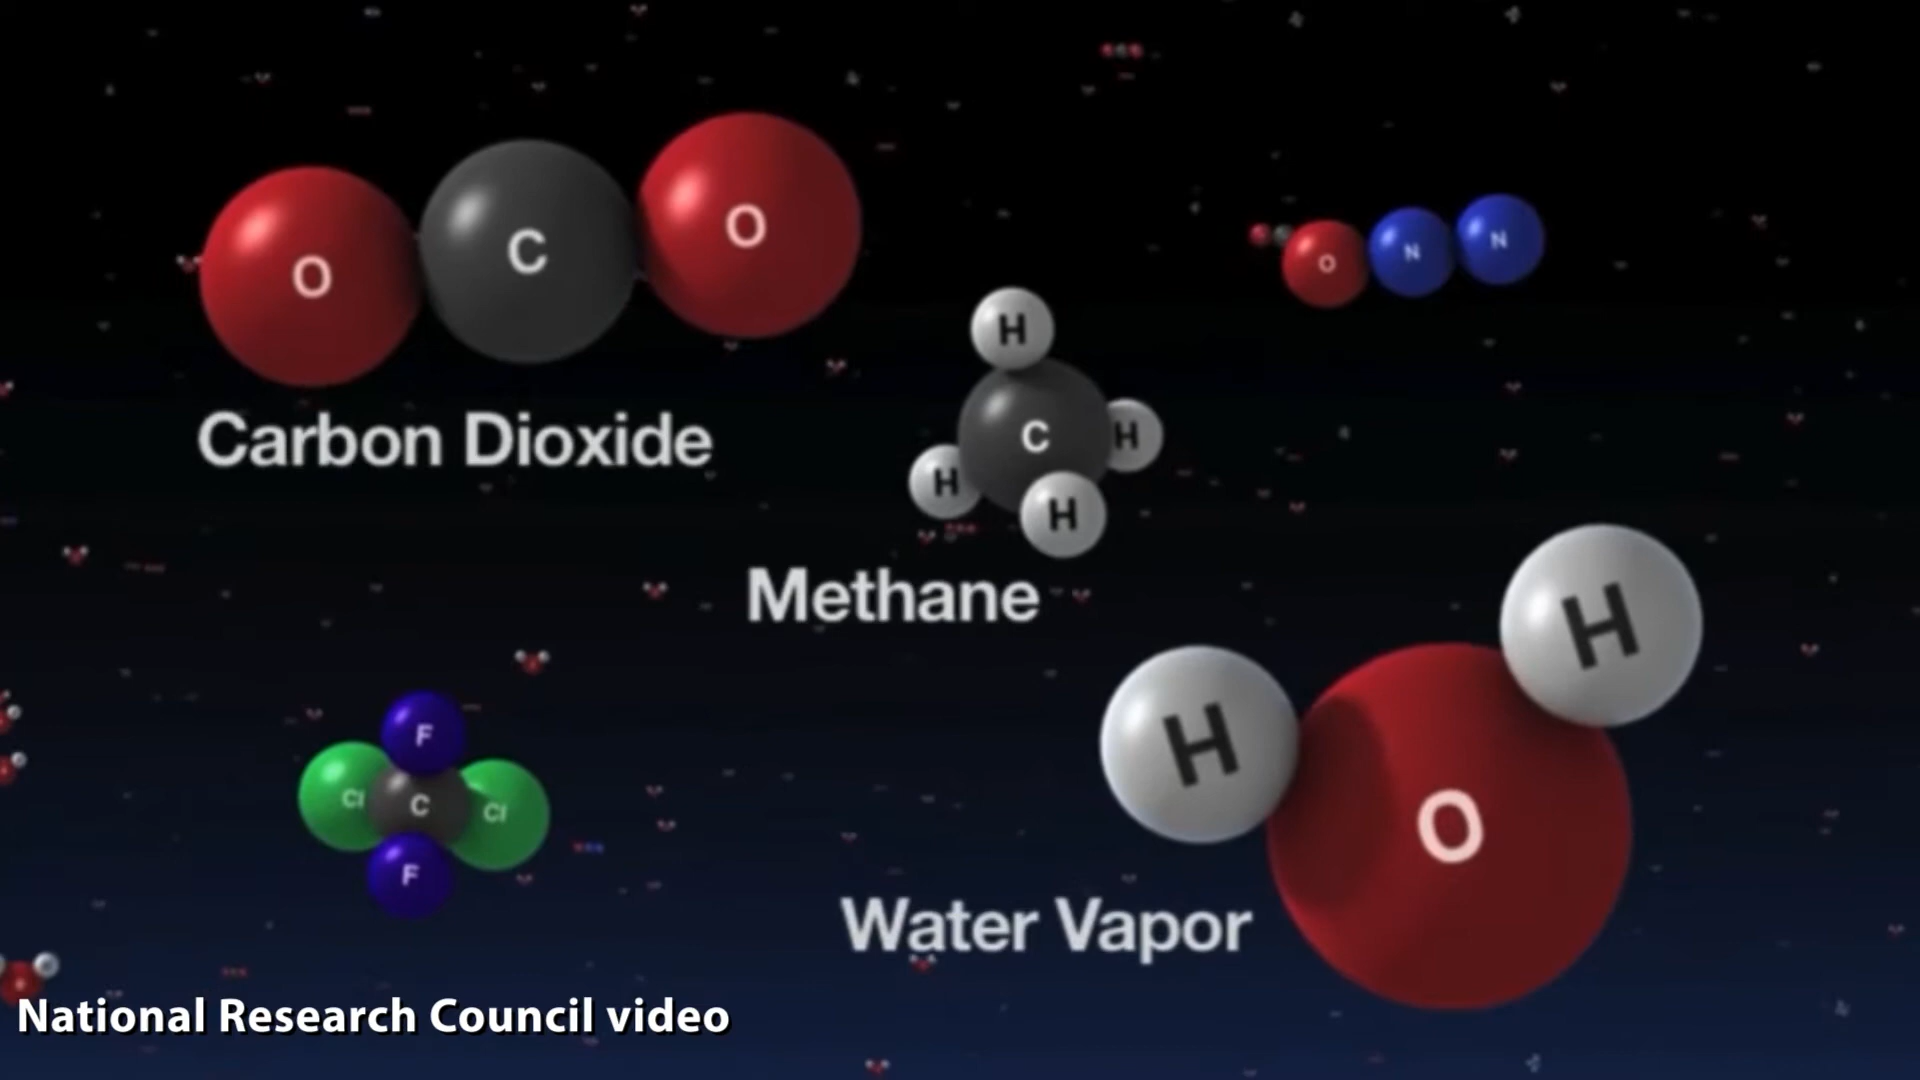 O C O
O N N
H
C H
H
H
Carbon Dioxide
Methane
H
H
O
F
Cl C Cl
F
Water Vapor
National Research Council video